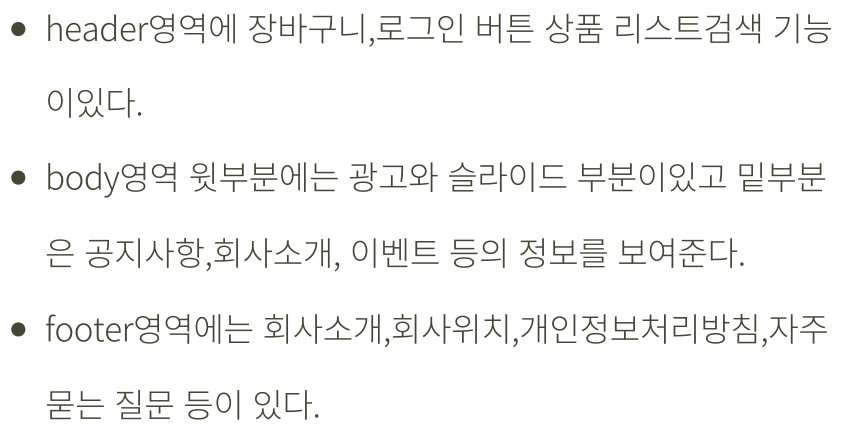 • header영역에 장바구니,로그인 버튼 상품 리스트검색 기능
이있다.
• body영역 윗부분에는 광고와 슬라이드 부분이있고 밑부분
은 공지사항,회사소개, 이벤트 등의 정보를 보여준다.
• footer영역에는 회사소개,회사위치,개인정보처리방침,자주
묻는 질문 등이 있다.